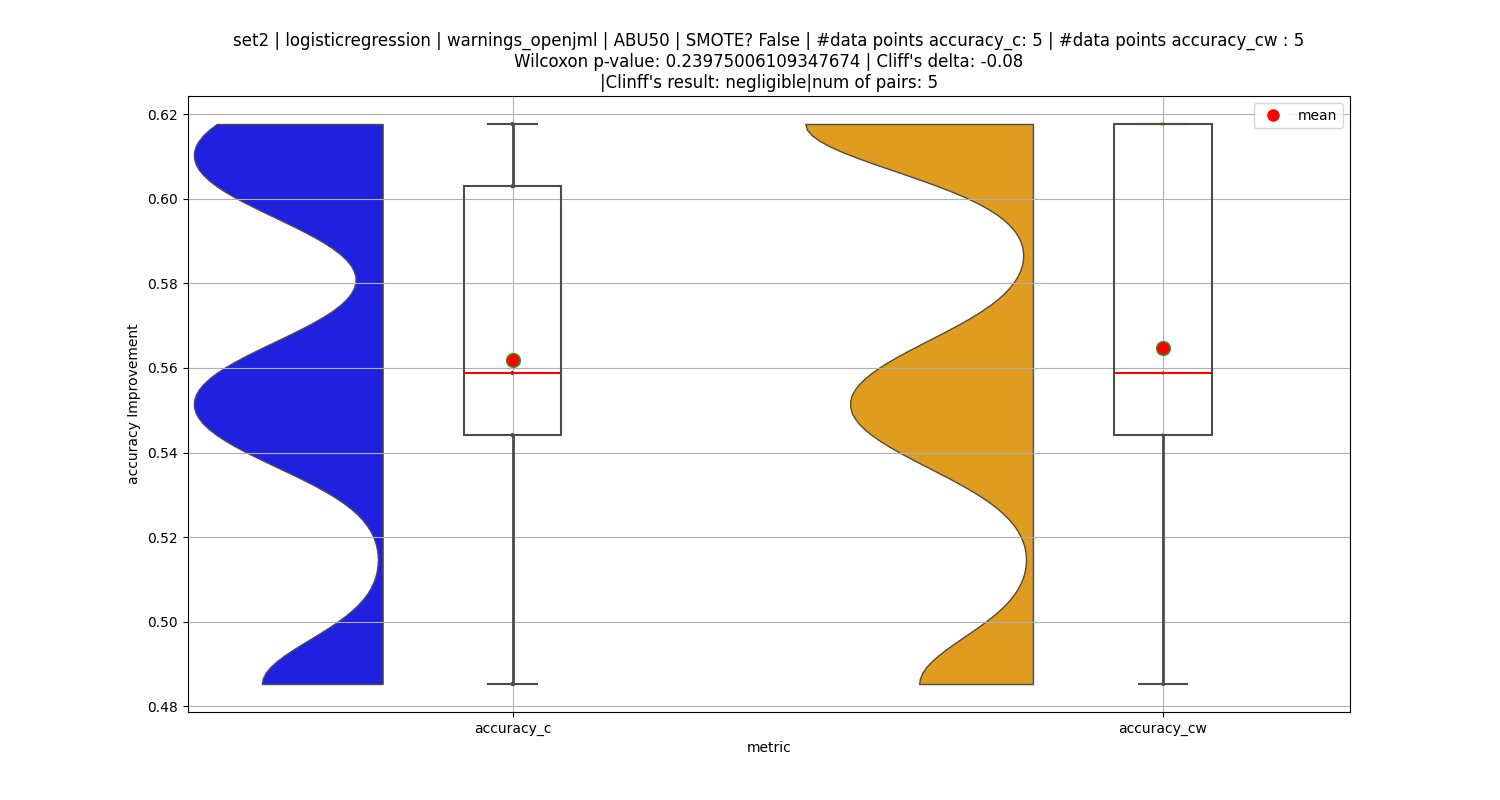 set2 | logisticregression | warnings_openjml | ABU50 | SMOTE? False | #data points accuracy_c: 5 | #data points accuracy_cw : 5
Wilcoxon p-value: 0.23975006109347674 | Cliff's delta: -0.08
|Clinff's result: negligible|num of pairs: 5
mean
0.62
0.60
0.58
0.56
0.54
0.52
0.50
0.48
accuracy Improvement
accuracy_c
accuracy_cw
metric